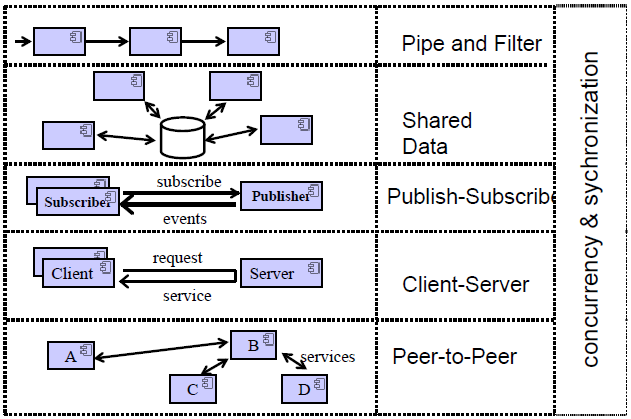 Pipe and Filter
Shared
Data
subscribe
Subscriber
Publisher
events
Publish-Subscribe
request
Client
Server
service
Client-Server
A
B
services
C
D
Peer-to-Peer
concurrency & sychronization